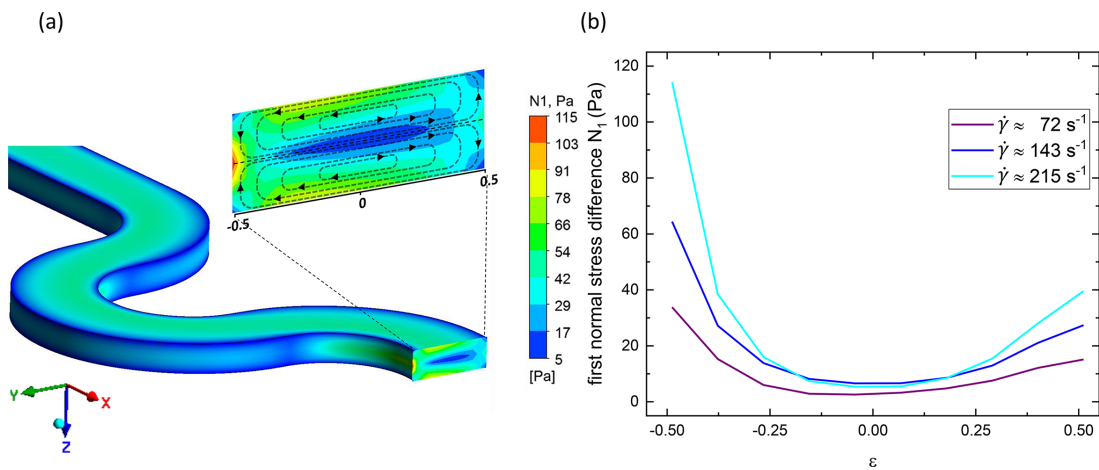 (a)
N1, Pa
115
103
91
78
66
54
42
29
17
5
[Pa]
-0.5
0
0.5
Y
X
Z
(b)
first normal stress difference N₁ (Pa)
120
100
80
60
40
20
0
-0.50
-0.25
0.00
0.25
0.50
ε
γ̇ ≈ 72 s⁻¹
γ̇ ≈ 143 s⁻¹
γ̇ ≈ 215 s⁻¹